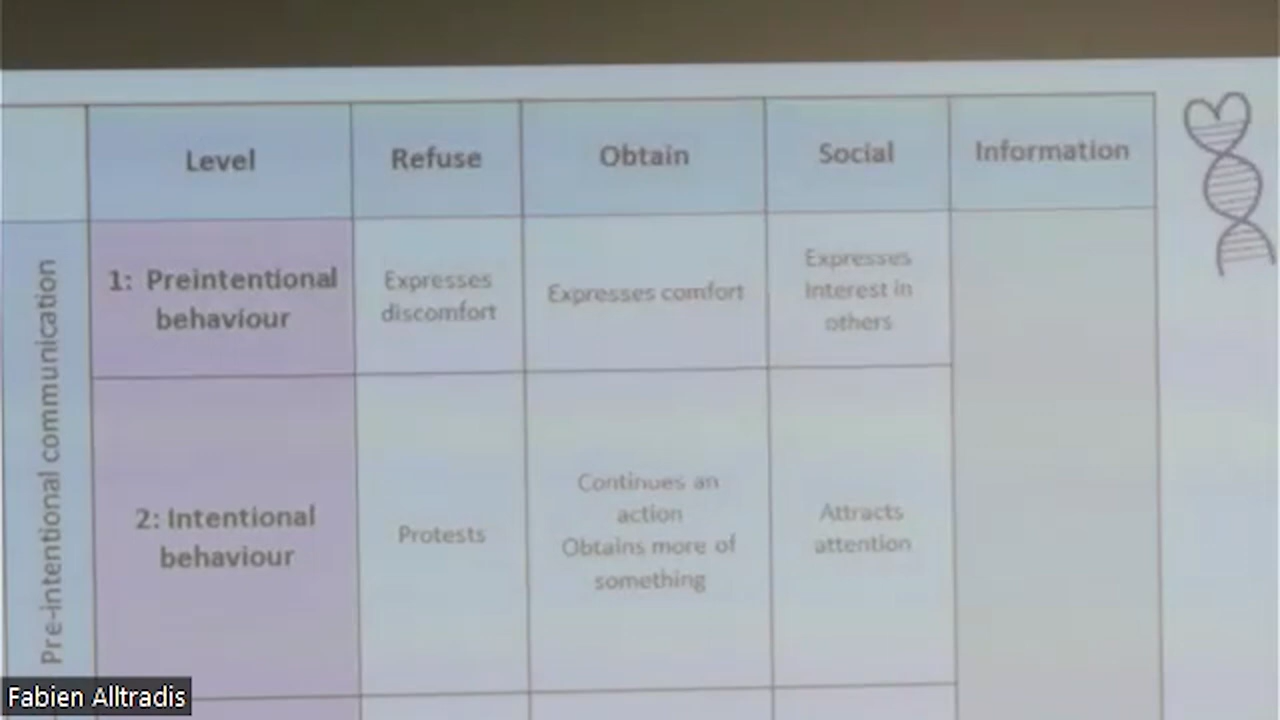 Level
Refuse
Obtain
Social
Information
Pre-intentional communication
1: Preintentional
behaviour
Expresses
discomfort
Expresses comfort
Expresses
interest in
others
2: Intentional
behaviour
Protests
Continues an
action
Obtains more of
something
Attracts
attention
Fabien Alltradis